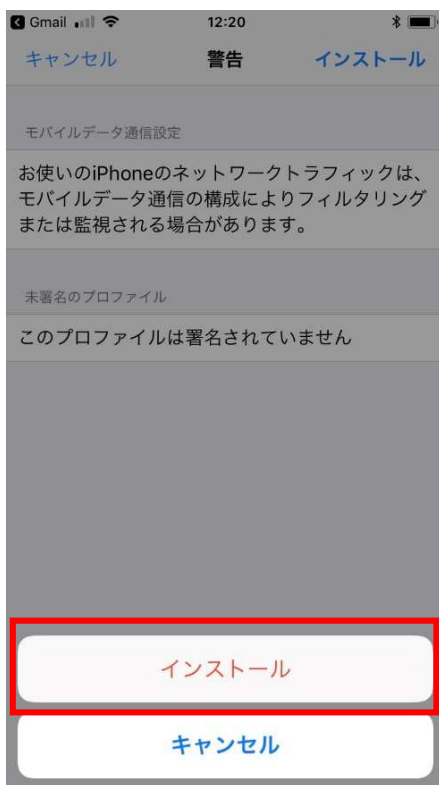 Gmail
12:20
キャンセル
警告
インストール
モバイルデータ通信設定
お使いのiPhoneのネットワークトラフィックは、
モバイルデータ通信の構成によりフィルタリング
または監視される場合があります。
未署名のプロファイル
このプロファイルは署名されていません
インストール
キャンセル